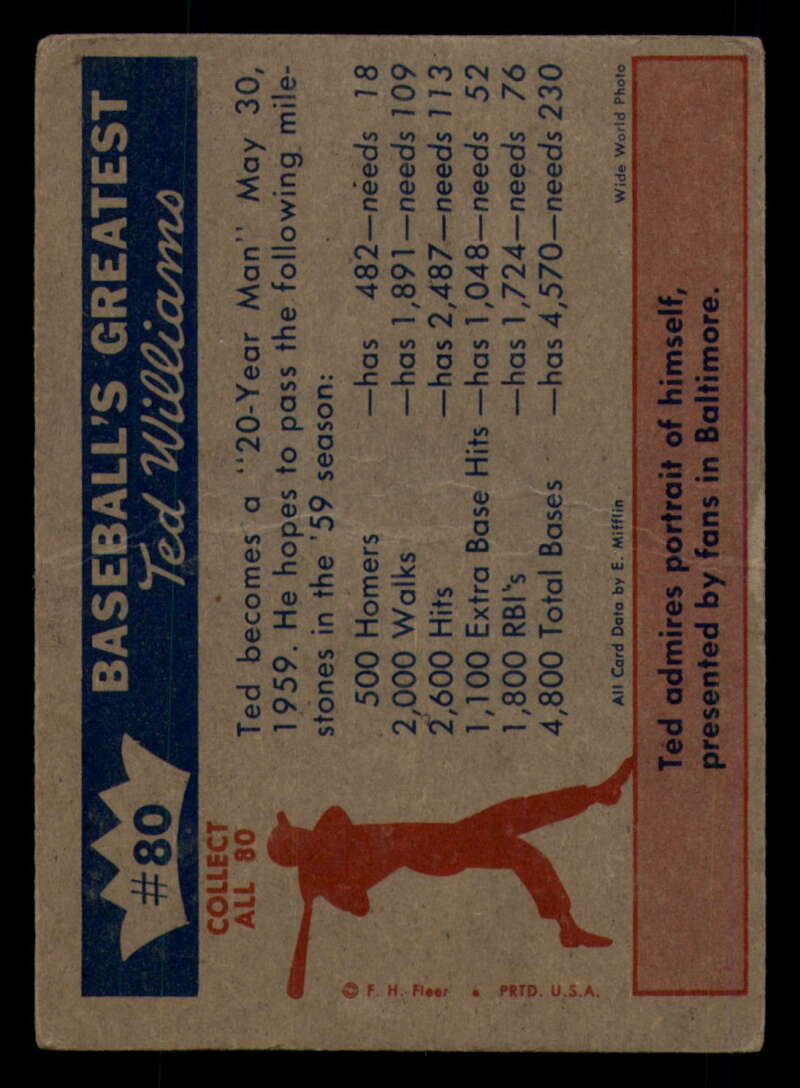 #80
BASEBALL'S GREATEST
Ted Williams
COLLECT
ALL 80
Ted becomes a "20-Year Man" May 30,
1959. He hopes to pass the following mile-
stones in the '59 season:
500 Homers —has 482—needs 18
2,000 Walks —has 1,891—needs 109
2,600 Hits —has 2,487—needs 113
1,100 Extra Base Hits —has 1,048—needs 52
1,800 RBI's —has 1,724—needs 76
4,800 Total Bases —has 4,570—needs 230
All Card Data by E. Mifflin Wide World Photo
© F. H. Fleer • PRTD. U.S.A.
Ted admires portrait of himself,
presented by fans in Baltimore.